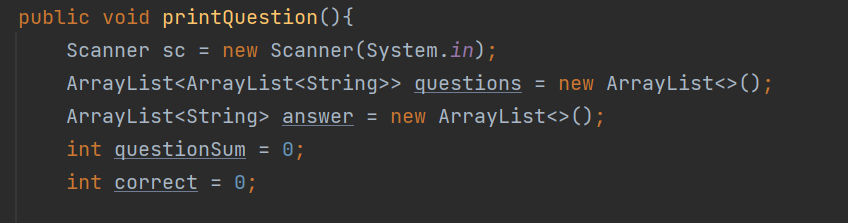 public void printQuestion(){
Scanner sc = new Scanner(System.in);
ArrayList<ArrayList<String>> questions = new ArrayList<>();
ArrayList<String> answer = new ArrayList<>();
int questionSum = 0;
int correct = 0;